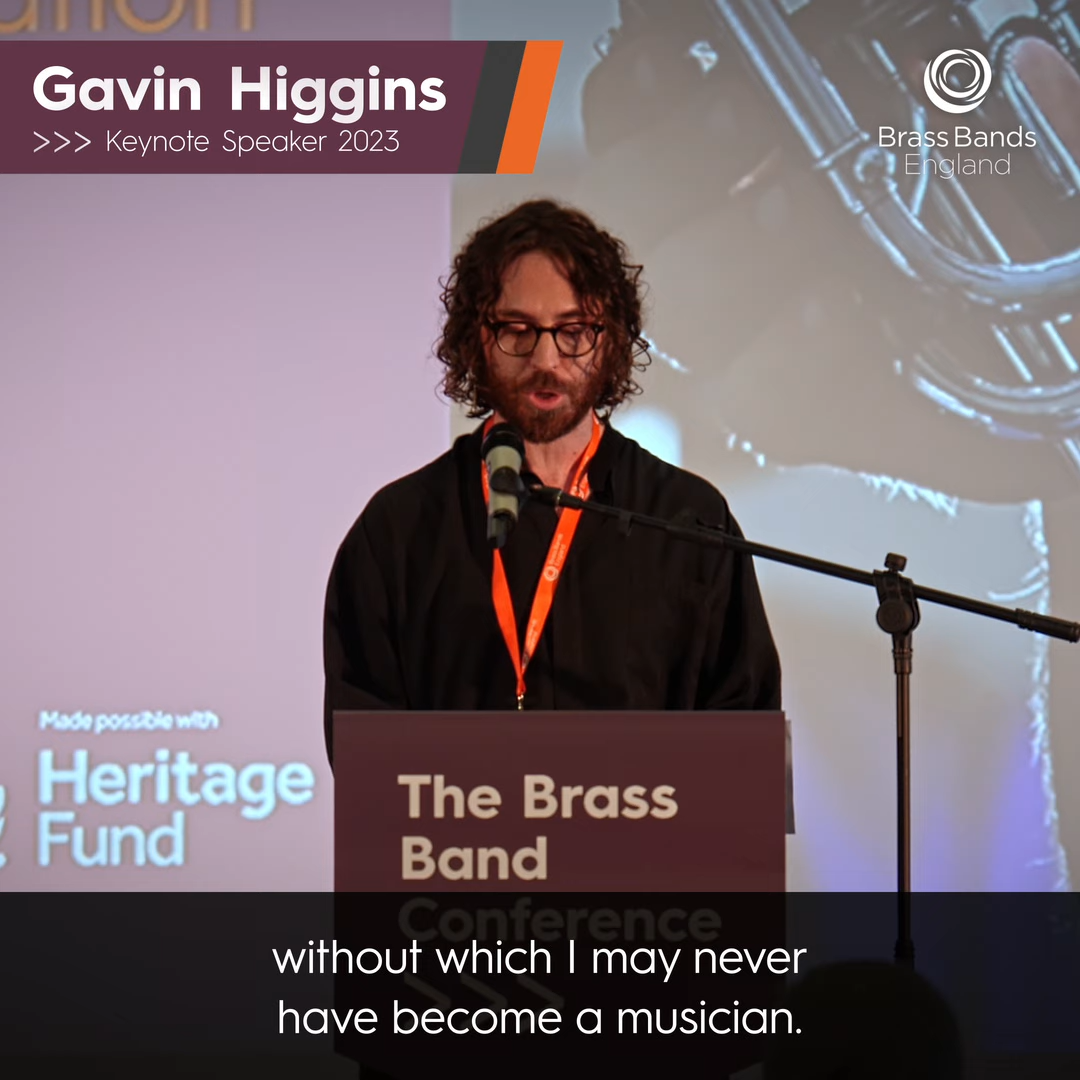 Gavin Higgins
>>> Keynote Speaker 2023
Brass Bands
England
Made possible with
Heritage
Fund
The Brass
Band
Conference
without which I may never
have become a musician.